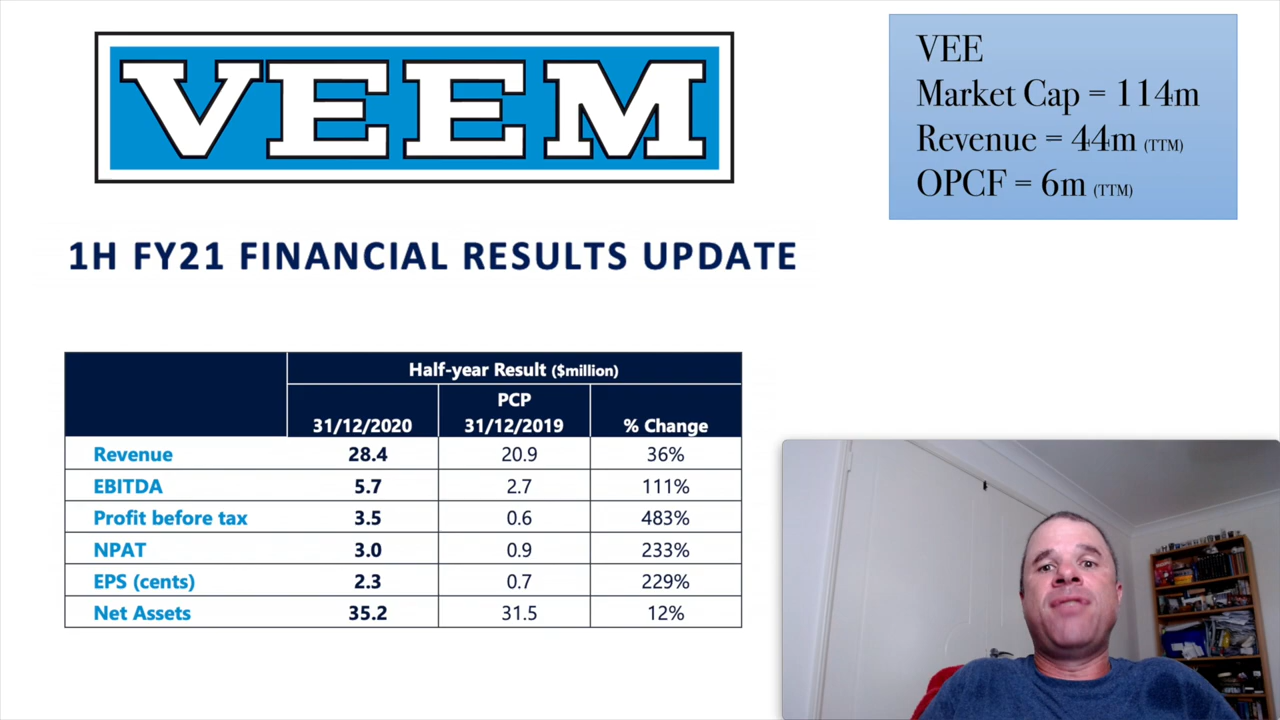 VEEM
VEE
Market Cap = 114m
Revenue = 44m (TTM)
OPCF = 6m (TTM)
1H FY21 FINANCIAL RESULTS UPDATE
Half-year Result ($million)
31/12/2020 PCP 31/12/2019 % Change
Revenue 28.4 20.9 36%
EBITDA 5.7 2.7 111%
Profit before tax 3.5 0.6 483%
NPAT 3.0 0.9 233%
EPS (cents) 2.3 0.7 229%
Net Assets 35.2 31.5 12%